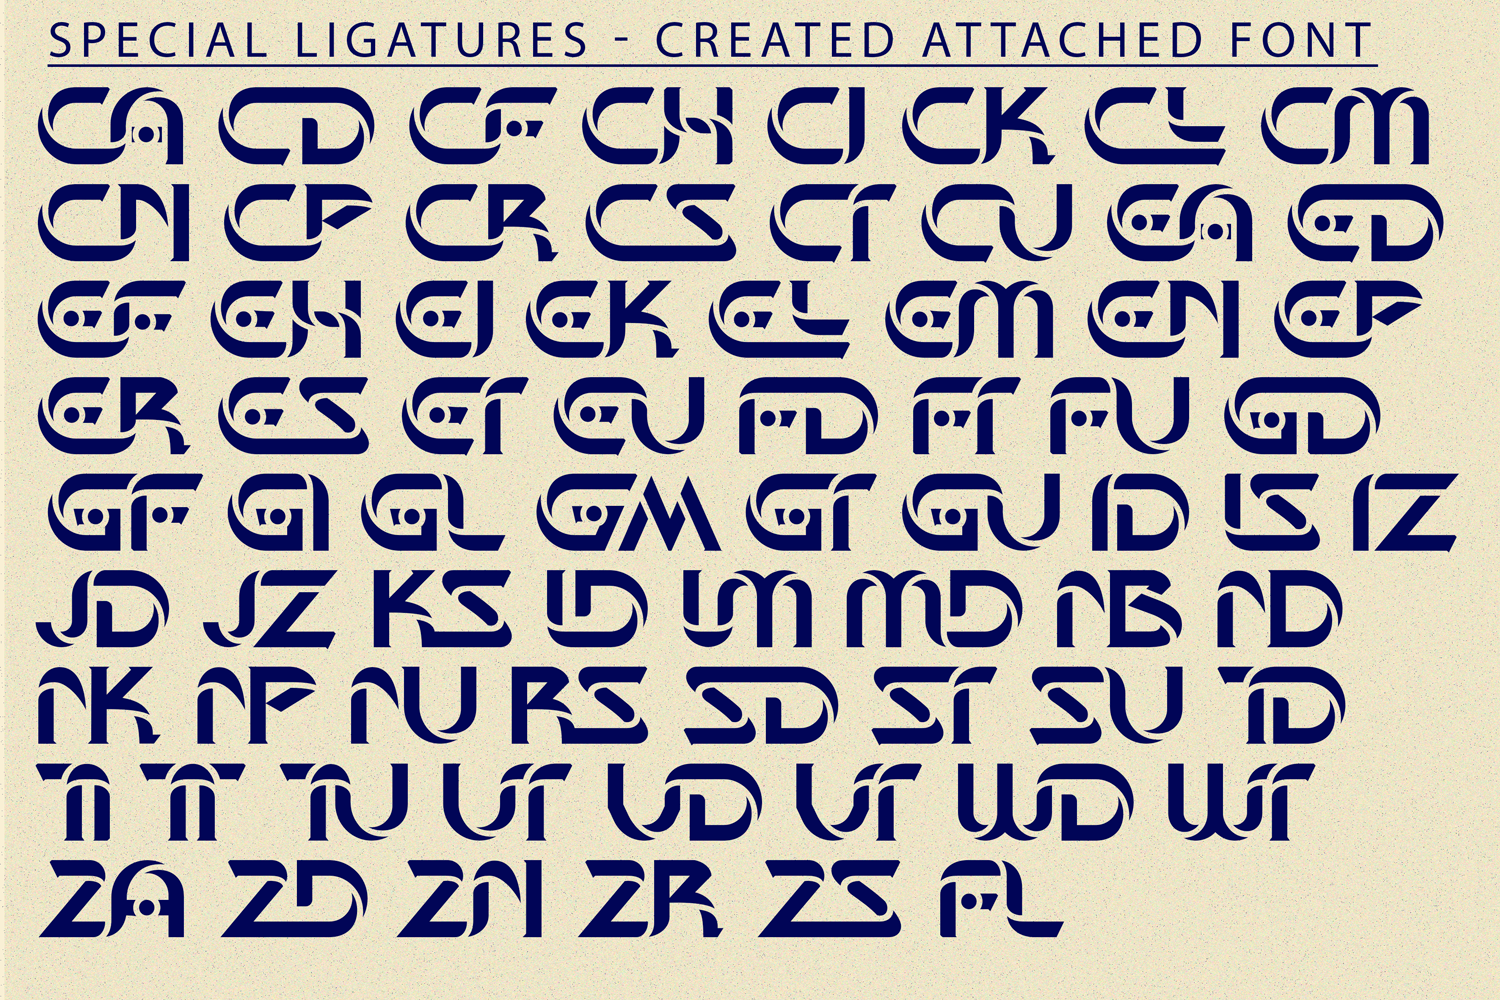 SPECIAL LIGATURES - CREATED ATTACHED FONT
CA CD CF CH CJ CK CL CM
CN CP CR CS CT CU EA ED
EF EH EJ EK EL EM EN EP
ER ES ET EU FD FT FU GD
GF GI GL GM GT GU ID IS IZ
JD JZ KS LD LM MD NB ND
NK NP NU RS SD ST SU TD
TI TT TU UT VD VT WD WT
ZA ZD ZN ZR ZS FL